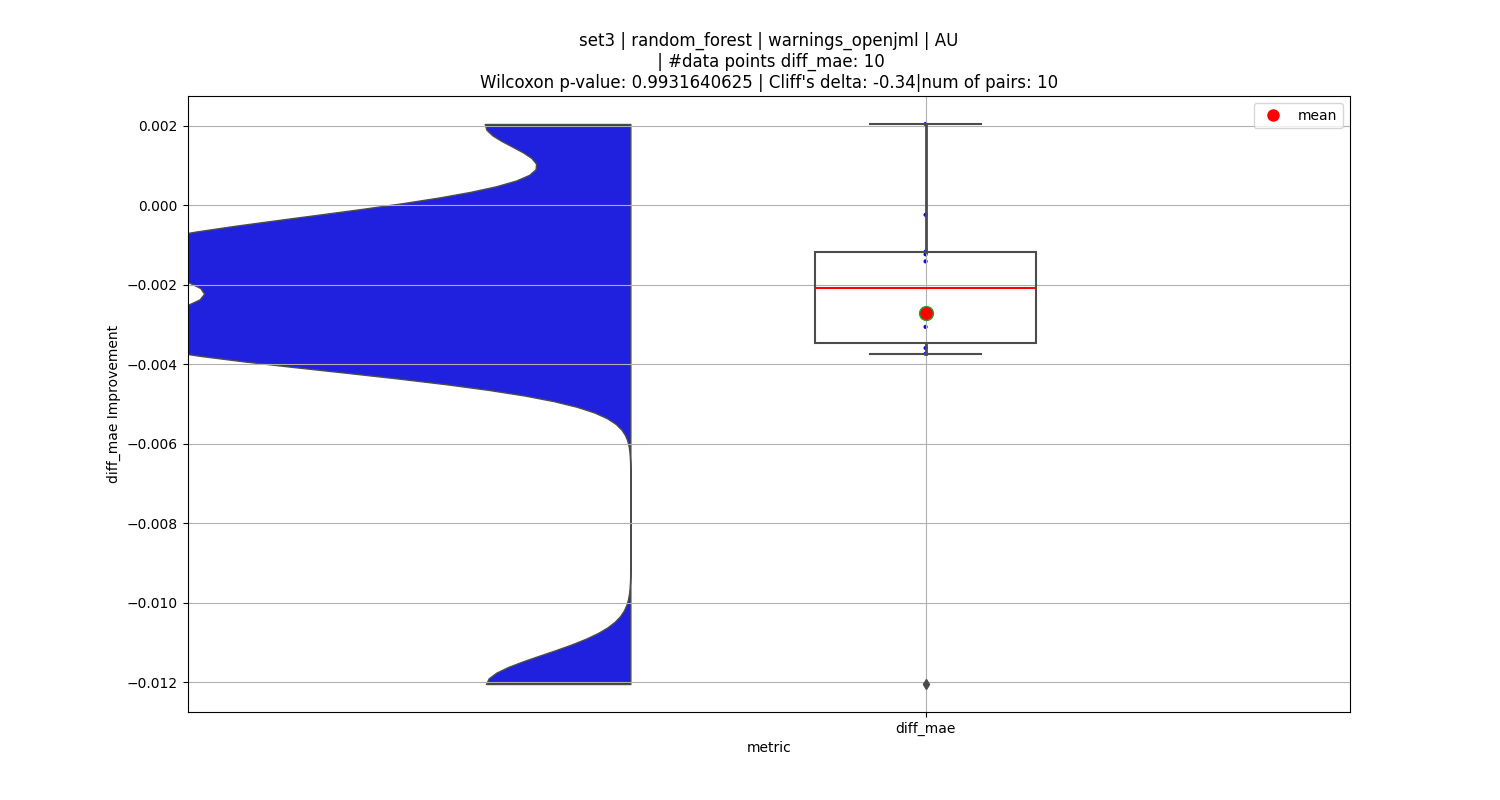 set3 | random_forest | warnings_openjml | AU
| #data points diff_mae: 10
Wilcoxon p-value: 0.9931640625 | Cliff's delta: -0.34|num of pairs: 10
mean
0.002
0.000
−0.002
−0.004
−0.006
−0.008
−0.010
−0.012
diff_mae Improvement
diff_mae
metric